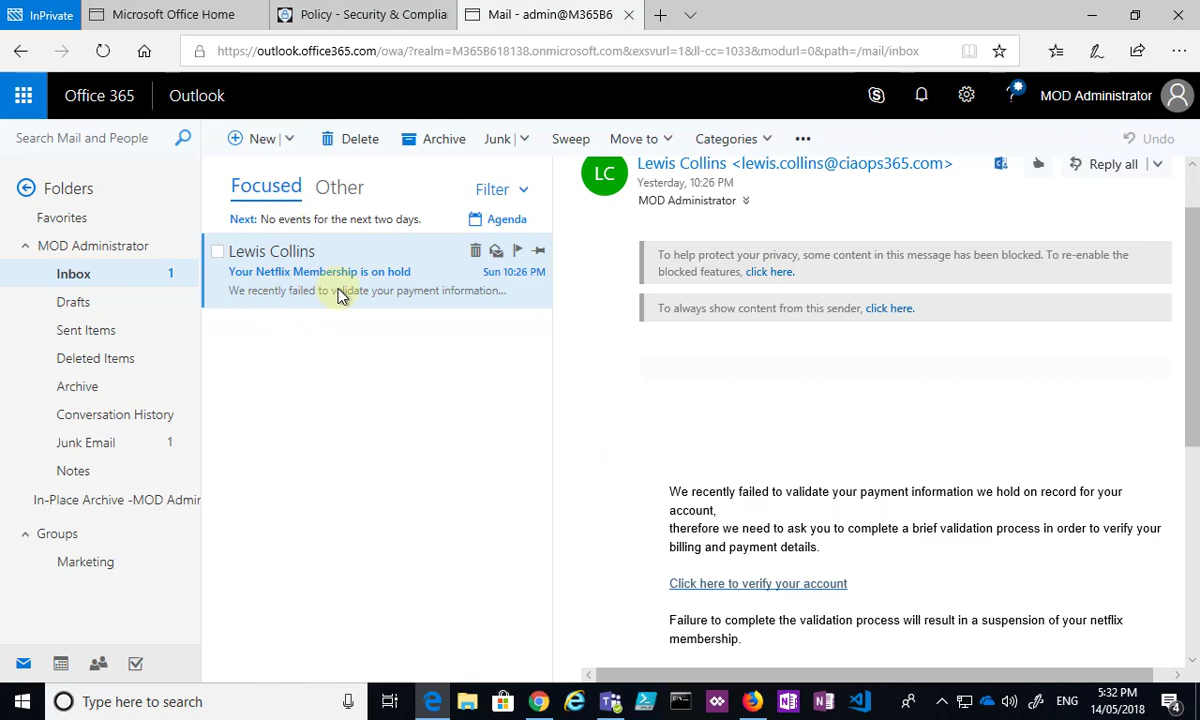 InPrivate
Microsoft Office Home
Policy - Security & Complia
Mail - admin@M365B6
https://outlook.office365.com/owa/?realm=M365B618138.onmicrosoft.com&exsvurl=1&ll-cc=1033&modurl=0&path=/mail/inbox
Office 365
Outlook
MOD Administrator
Search Mail and People
New
Delete
Archive
Junk
Sweep
Move to
Categories
Undo
Folders
Favorites
MOD Administrator
Inbox 1
Drafts
Sent Items
Deleted Items
Archive
Conversation History
Junk Email 1
Notes
In-Place Archive -MOD Admir
Groups
Marketing
Focused Other
Filter
Next: No events for the next two days.
Agenda
Lewis Collins
Your Netflix Membership is on hold
Sun 10:26 PM
We recently failed to validate your payment information...
LC
Lewis Collins <lewis.collins@ciaops365.com>
Reply all
Yesterday, 10:26 PM
MOD Administrator
To help protect your privacy, some content in this message has been blocked. To re-enable the
blocked features, click here.
To always show content from this sender, click here.
We recently failed to validate your payment information we hold on record for your
account,
therefore we need to ask you to complete a brief validation process in order to verify your
billing and payment details.
Click here to verify your account
Failure to complete the validation process will result in a suspension of your netflix
membership.
Type here to search
ENG
5:32 PM
14/05/2018
4